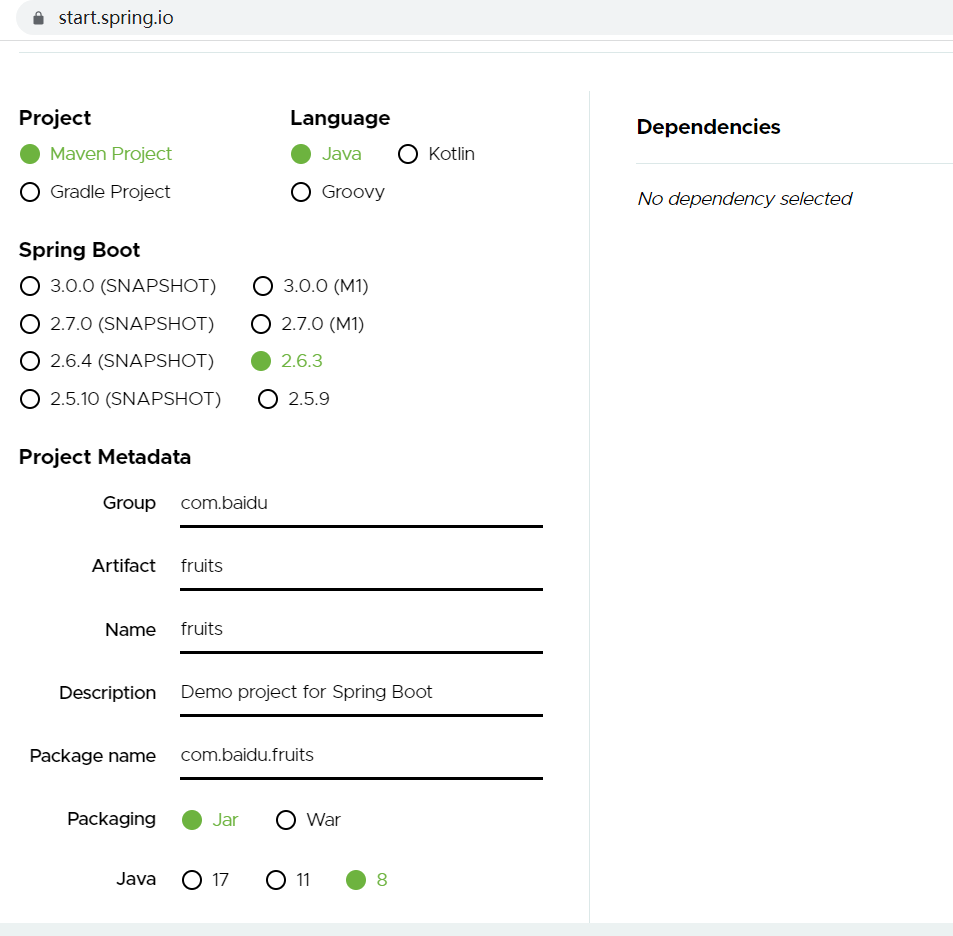 start.spring.io
Project
Maven Project
Gradle Project
Language
Java Kotlin
Groovy
Spring Boot
3.0.0 (SNAPSHOT) 3.0.0 (M1)
2.7.0 (SNAPSHOT) 2.7.0 (M1)
2.6.4 (SNAPSHOT) 2.6.3
2.5.10 (SNAPSHOT) 2.5.9
Project Metadata
Group com.baidu
Artifact fruits
Name fruits
Description Demo project for Spring Boot
Package name com.baidu.fruits
Packaging Jar War
Java 17 11 8
Dependencies
No dependency selected